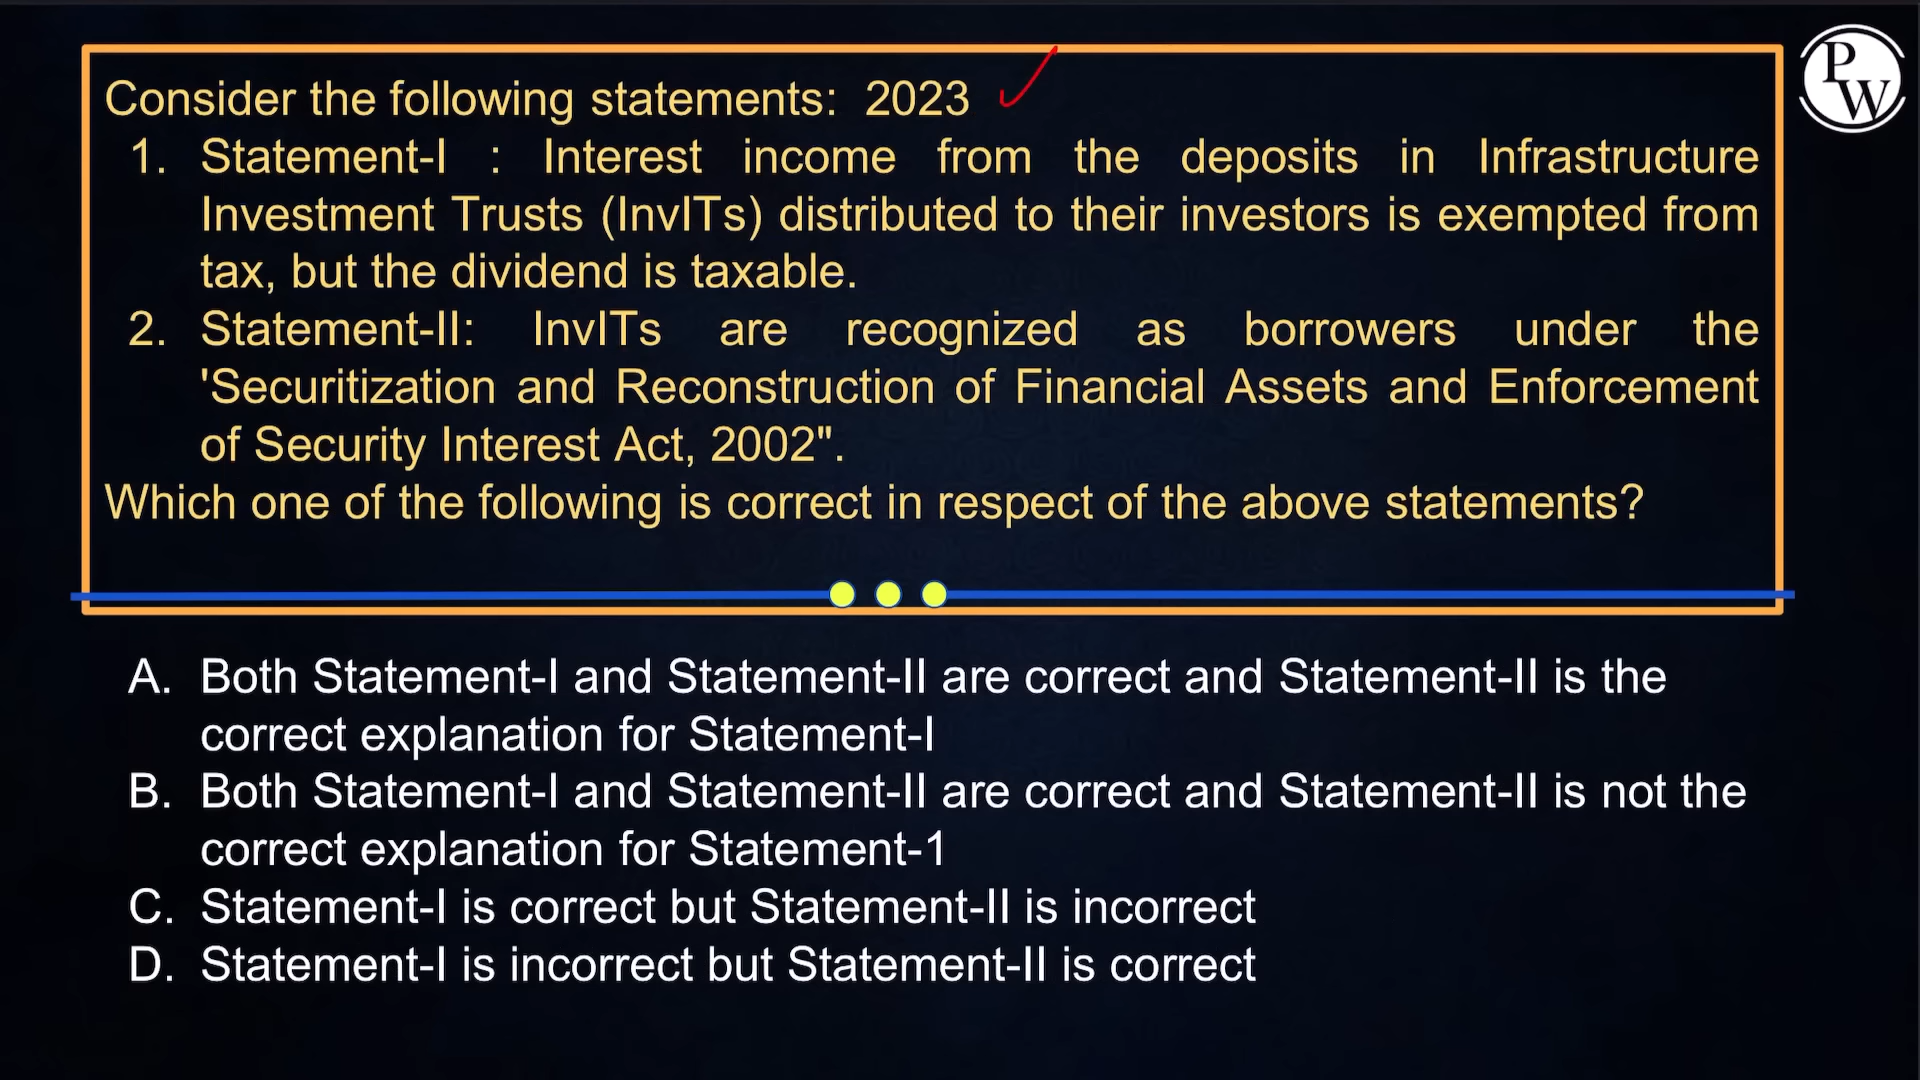 PW
Consider the following statements: 2023
1. Statement-I : Interest income from the deposits in Infrastructure
Investment Trusts (InvITs) distributed to their investors is exempted from
tax, but the dividend is taxable.
2. Statement-II: InvITs are recognized as borrowers under the
'Securitization and Reconstruction of Financial Assets and Enforcement
of Security Interest Act, 2002".
Which one of the following is correct in respect of the above statements?
A. Both Statement-I and Statement-II are correct and Statement-II is the
correct explanation for Statement-I
B. Both Statement-I and Statement-II are correct and Statement-II is not the
correct explanation for Statement-1
C. Statement-I is correct but Statement-II is incorrect
D. Statement-I is incorrect but Statement-II is correct